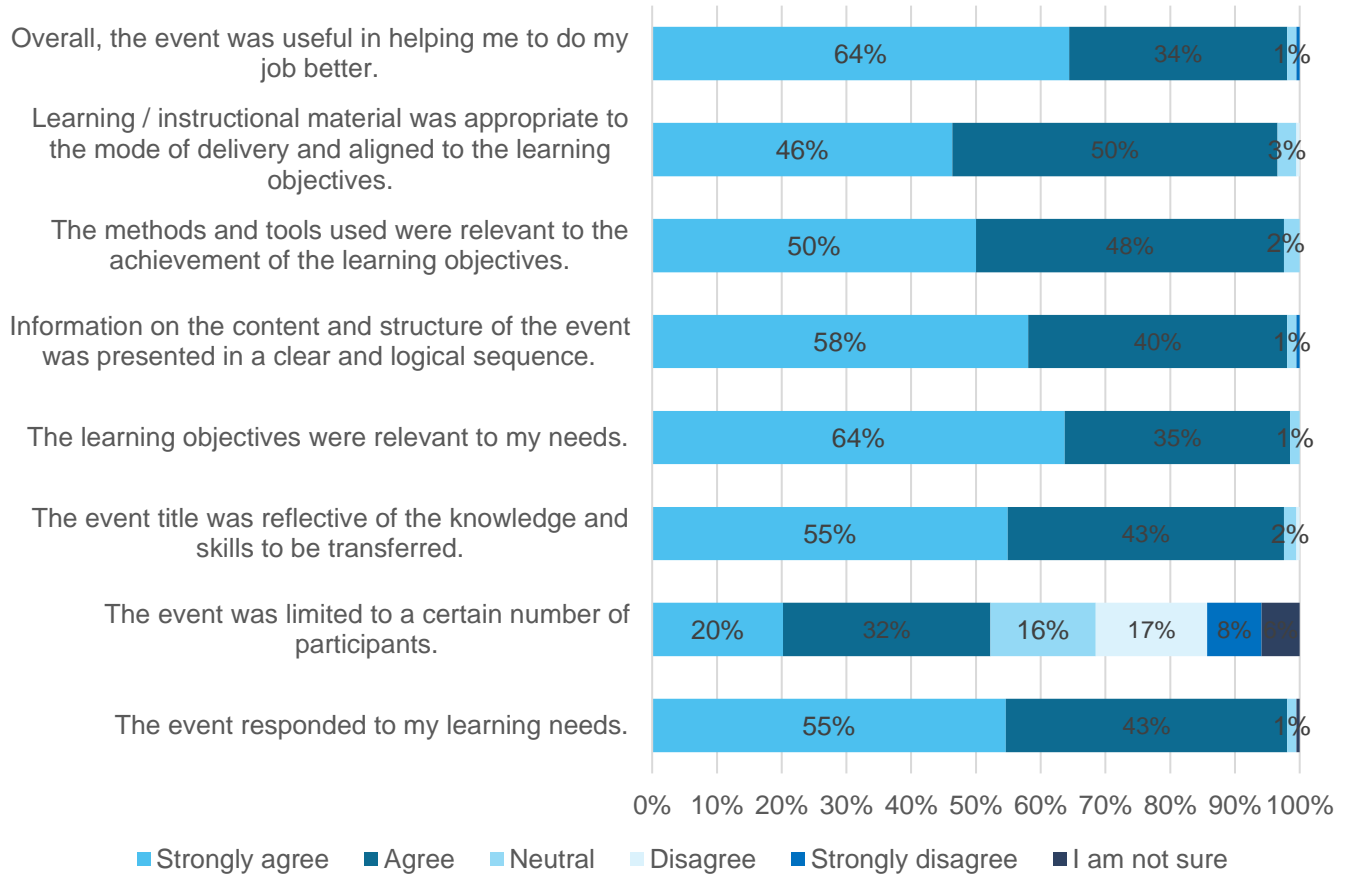 Overall, the event was useful in helping me to do my
job better.
64% 34% 1%
Learning / instructional material was appropriate to
the mode of delivery and aligned to the learning
objectives.
46% 50% 3%
The methods and tools used were relevant to the
achievement of the learning objectives.
50% 48% 2%
Information on the content and structure of the event
was presented in a clear and logical sequence.
58% 40% 1%
The learning objectives were relevant to my needs.
64% 35% 1%
The event title was reflective of the knowledge and
skills to be transferred.
55% 43% 2%
The event was limited to a certain number of
participants.
20% 32% 16% 17% 8%
The event responded to my learning needs.
55% 43% 1%
0% 10% 20% 30% 40% 50% 60% 70% 80% 90% 100%
Strongly agree Agree Neutral Disagree Strongly disagree I am not sure